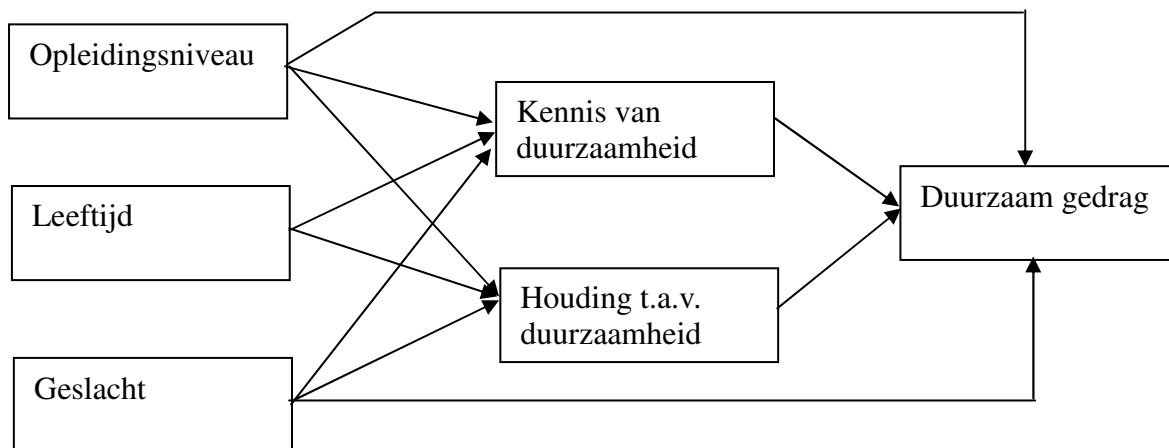 Opleidingsniveau
Kennis van
duurzaamheid
Duurzaam gedrag
Leeftijd
Houding t.a.v.
duurzaamheid
Geslacht